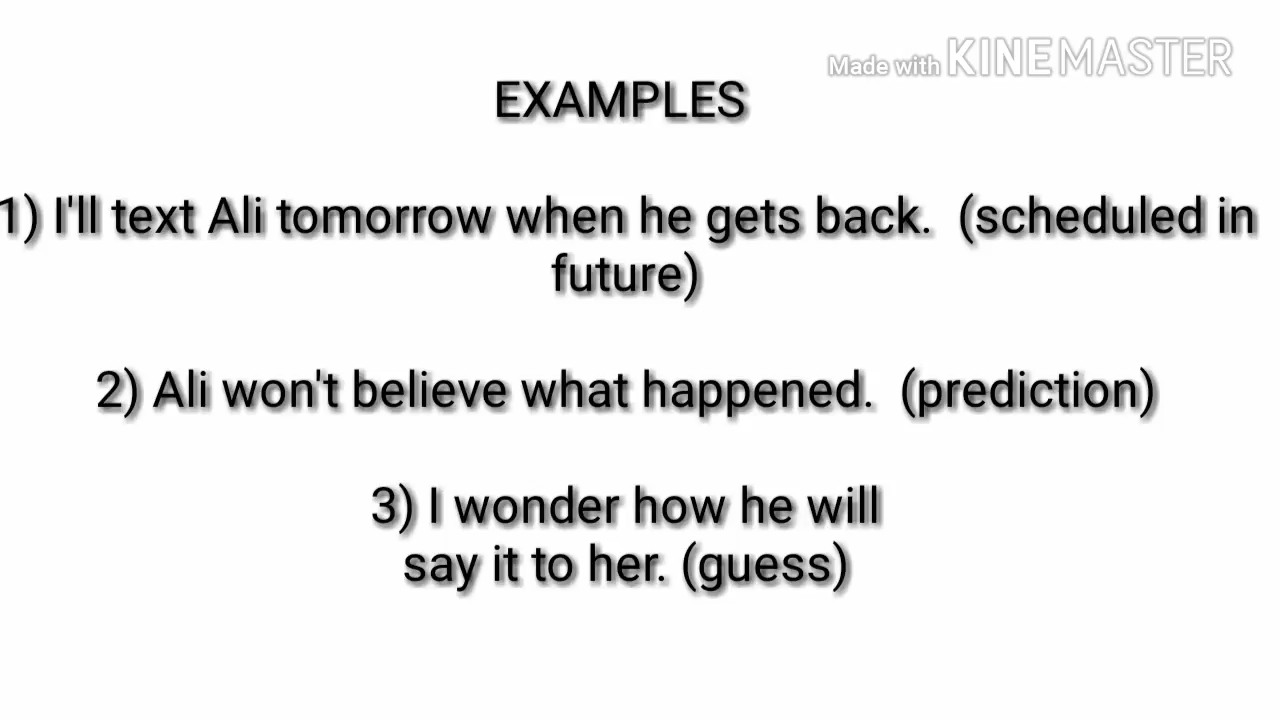 Made with KINEMASTER
EXAMPLES
1) I'll text Ali tomorrow when he gets back. (scheduled in
future)
2) Ali won't believe what happened. (prediction)
3) I wonder how he will
say it to her. (guess)